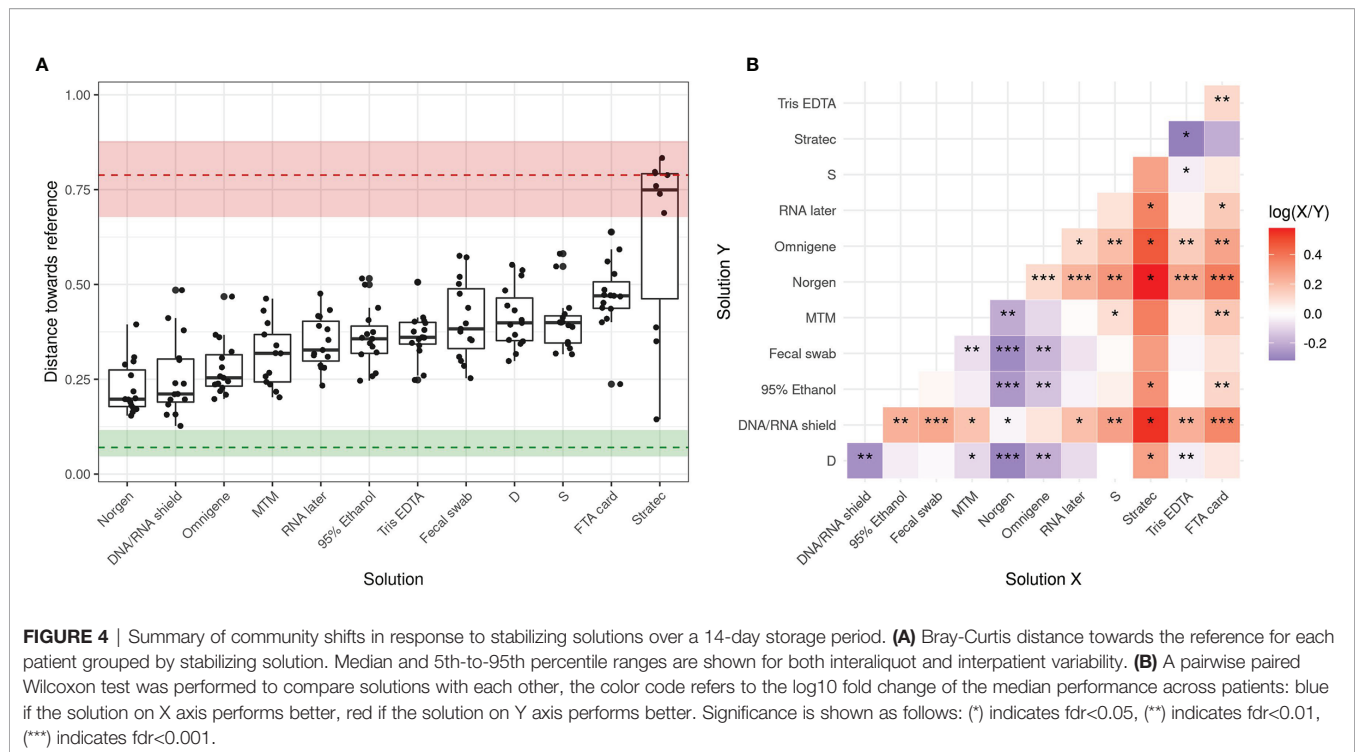 A
1.00
0.75
0.50
0.25
0.00
Distance towards reference
Norgen
DNA/RNA shield
Omnigene
MTM
RNA later
95% Ethanol
Tris EDTA
Fecal swab
D
S
FTA card
Stratec
Solution
B
Solution Y
Tris EDTA **
Stratec *
S *
RNA later * *
Omnigene * ** * ** **
Norgen *** *** ** * *** ***
MTM ** * **
Fecal swab ** *** **
95% Ethanol *** ** * **
DNA/RNA shield ** *** * * * ** * ** ***
D ** * *** ** * **
DNA/RNA shield
95% Ethanol
Fecal swab
MTM
Norgen
Omnigene
RNA later
S
Stratec
Tris EDTA
FTA card
Solution X
log(X/Y)
0.4
0.2
0.0
-0.2
FIGURE 4 | Summary of community shifts in response to stabilizing solutions over a 14-day storage period. (A) Bray-Curtis distance towards the reference for each
patient grouped by stabilizing solution. Median and 5th-to-95th percentile ranges are shown for both interaliquot and interpatient variability. (B) A pairwise paired
Wilcoxon test was performed to compare solutions with each other, the color code refers to the log10 fold change of the median performance across patients: blue
if the solution on X axis performs better, red if the solution on Y axis performs better. Significance is shown as follows: (*) indicates fdr<0.05, (**) indicates fdr<0.01,
(***) indicates fdr<0.001.